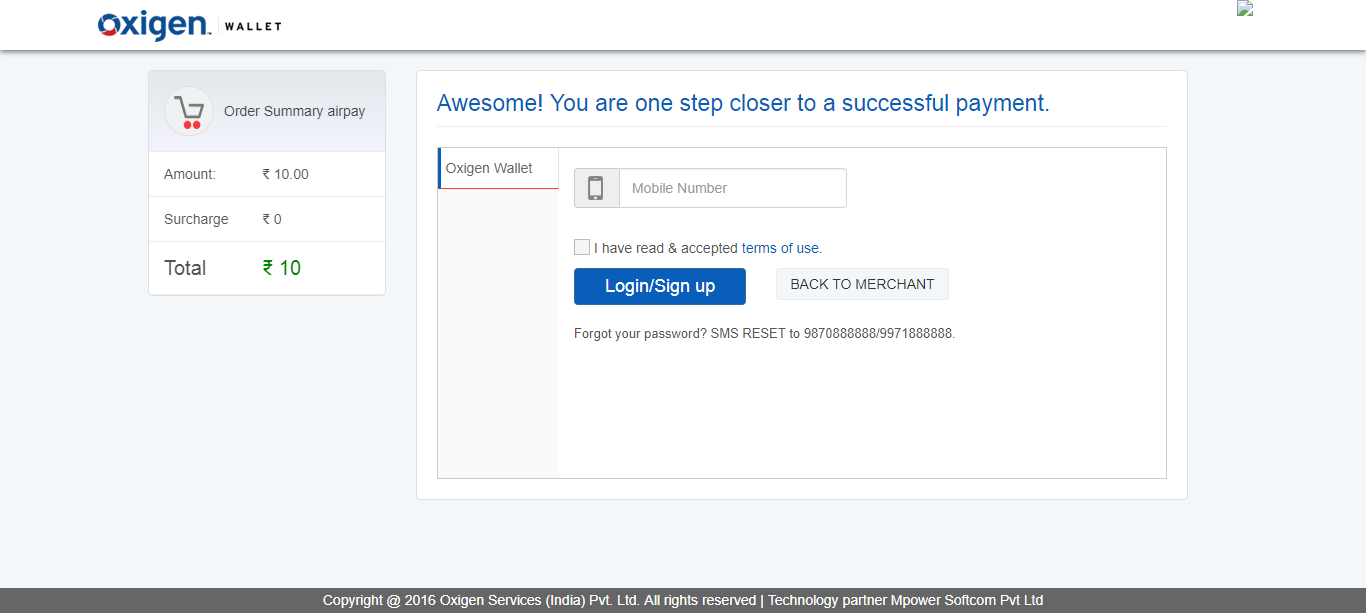 Oxigen™ WALLET
Order Summary airpay
Amount: ₹ 10.00
Surcharge ₹ 0
Total ₹ 10
Awesome! You are one step closer to a successful payment.
Oxigen Wallet
Mobile Number
I have read & accepted terms of use.
Login/Sign up BACK TO MERCHANT
Forgot your password? SMS RESET to 9870888888/9971888888.
Copyright @ 2016 Oxigen Services (India) Pvt. Ltd. All rights reserved | Technology partner Mpower Softcom Pvt Ltd